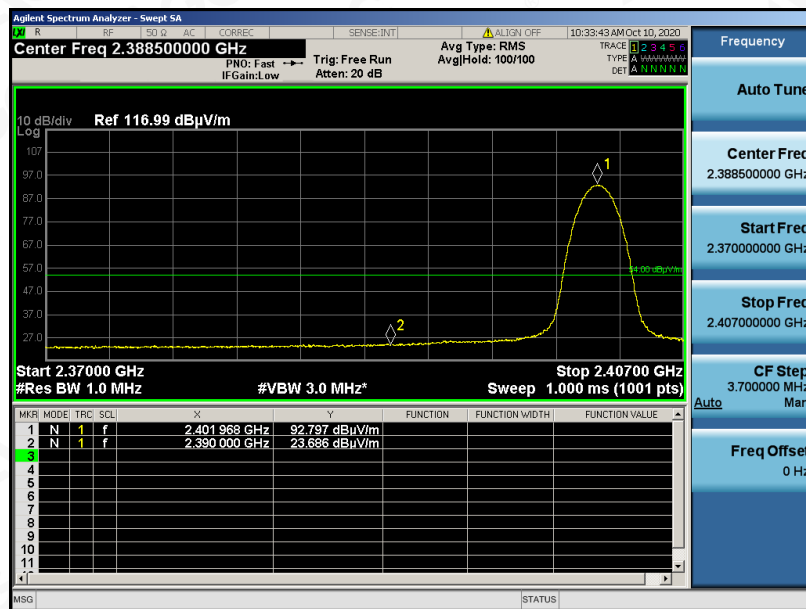 Agilent Spectrum Analyzer - Swept SA
LXI R RF 50 Ω AC CORREC SENSE:INT ALIGN OFF 10:33:43 AM Oct 10, 2020
Center Freq 2.388500000 GHz
PNO: Fast
IFGain:Low
Trig: Free Run
Atten: 20 dB
Avg Type: RMS
Avg|Hold: 100/100
TRACE 1 2 3 4 5 6
TYPE A WWWWW
DET A N N N N N
10 dB/div Ref 116.99 dBµV/m
Log
107
97.0
87.0
77.0
67.0
57.0
47.0
37.0
27.0
1
54.00 dBµV/m
2
Start 2.37000 GHz Stop 2.40700 GHz
#Res BW 1.0 MHz #VBW 3.0 MHz* Sweep 1.000 ms (1001 pts)
MKR MODE TRC SCL X Y FUNCTION FUNCTION WIDTH FUNCTION VALUE
1 N 1 f 2.401 968 GHz 92.797 dBµV/m
2 N 1 f 2.390 000 GHz 23.686 dBµV/m
3
4
5
6
7
8
9
10
11
MSG STATUS
Frequency
Auto Tune
Center Freq
2.388500000 GHz
Start Freq
2.370000000 GHz
Stop Freq
2.407000000 GHz
CF Step
3.700000 MHz
Auto Man
Freq Offset
0 Hz